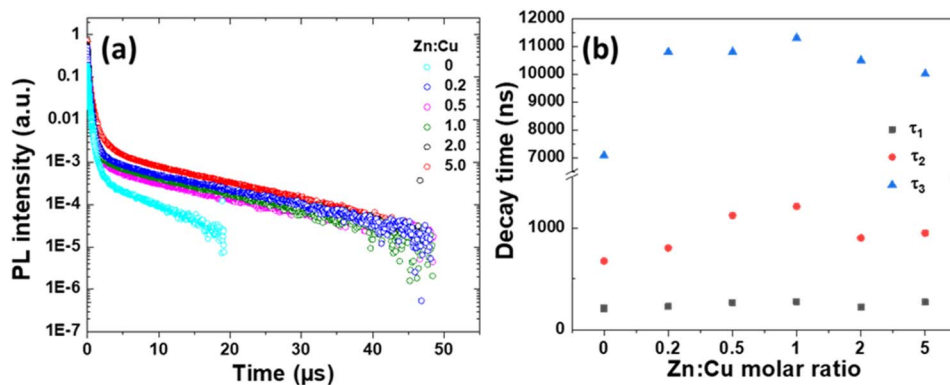 (a)
Zn:Cu
0
0.2
0.5
1.0
2.0
5.0
1
0.1
0.01
1E-3
1E-4
1E-5
1E-6
1E-7
PL intensity (a.u.)
0 10 20 30 40 50
Time (μs)
(b)
12000
11000
10000
9000
8000
7000
1000
0
Decay time (ns)
τ1
τ2
τ3
0 0.2 0.5 1 2 5
Zn:Cu molar ratio